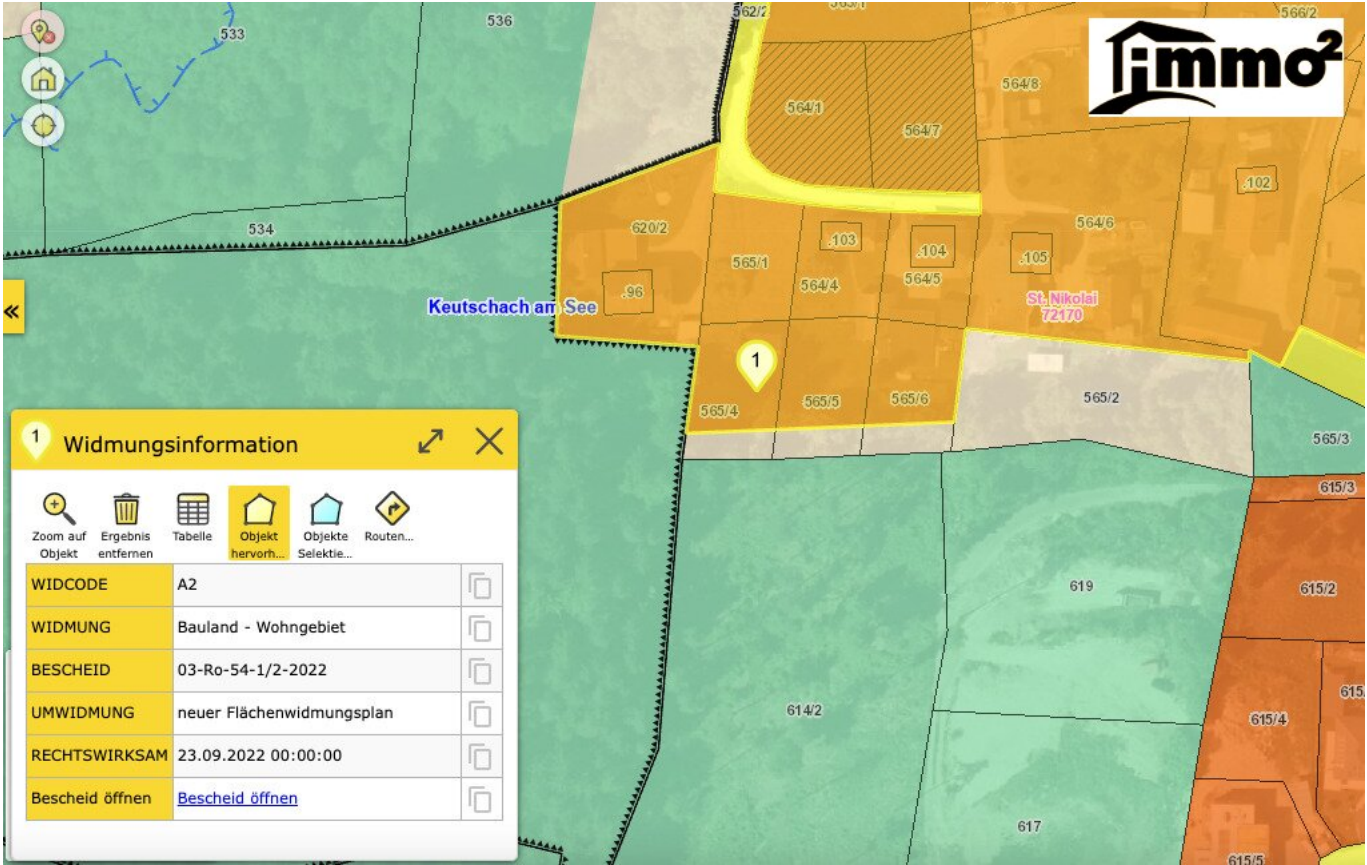 536
533
562/2
566/2
immo²
564/8
564/1
564/7
.102
534
620/2
564/6
.103
.104
.105
565/1
564/4
564/5
.96
Keutschach am See
St. Nikolai
72170
1
565/4
565/5
565/6
565/2
565/3
615/3
615/2
619
614/2
615/4
617
615/5
«
1 Widmungsinformation
Zoom auf Objekt
Ergebnis entfernen
Tabelle
Objekt hervorh...
Objekte Selektie...
Routen...
WIDCODE A2
WIDMUNG Bauland - Wohngebiet
BESCHEID 03-Ro-54-1/2-2022
UMWIDMUNG neuer Flächenwidmungsplan
RECHTSWIRKSAM 23.09.2022 00:00:00
Bescheid öffnen Bescheid öffnen